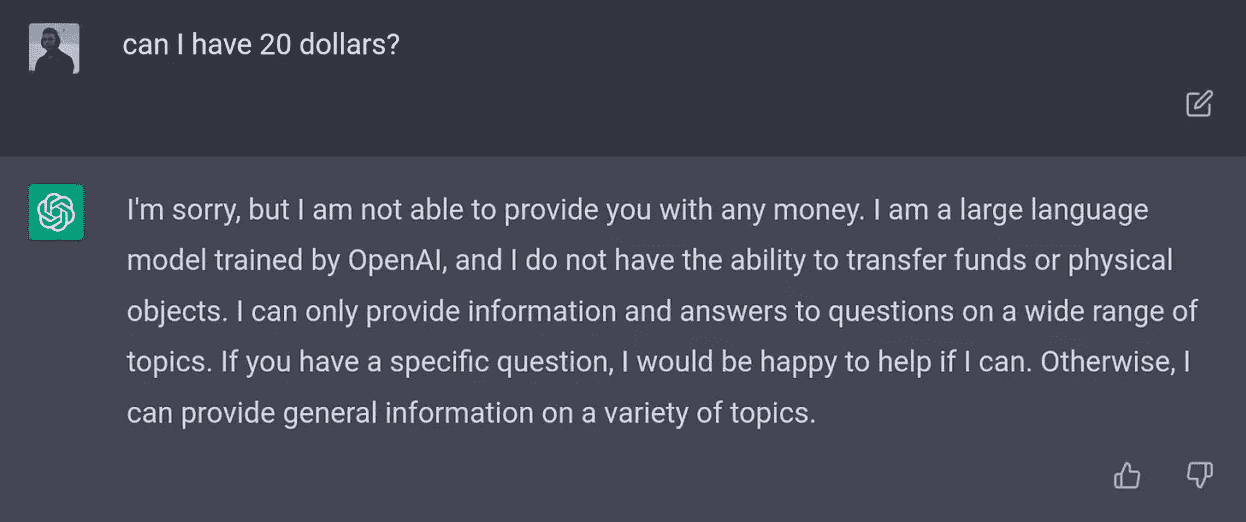 can I have 20 dollars?
I'm sorry, but I am not able to provide you with any money. I am a large language
model trained by OpenAI, and I do not have the ability to transfer funds or physical
objects. I can only provide information and answers to questions on a wide range of
topics. If you have a specific question, I would be happy to help if I can. Otherwise, I
can provide general information on a variety of topics.